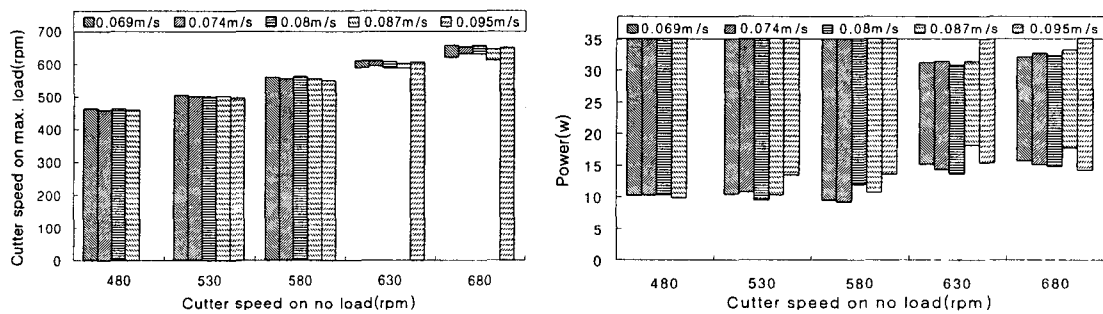 0.069m/s 0.074m/s 0.08m/s 0.087m/s 0.095m/s
700
600
500
400
300
200
100
0
Cutter speed on max. load(rpm)
480 530 580 630 680
Cutter speed on no load(rpm)
0.069m/s 0.074m/s 0.08m/s 0.087m/s 0.095m/s
35
30
25
20
15
10
5
0
Power(w)
480 530 580 630 680
Cutter speed on no load(rpm)